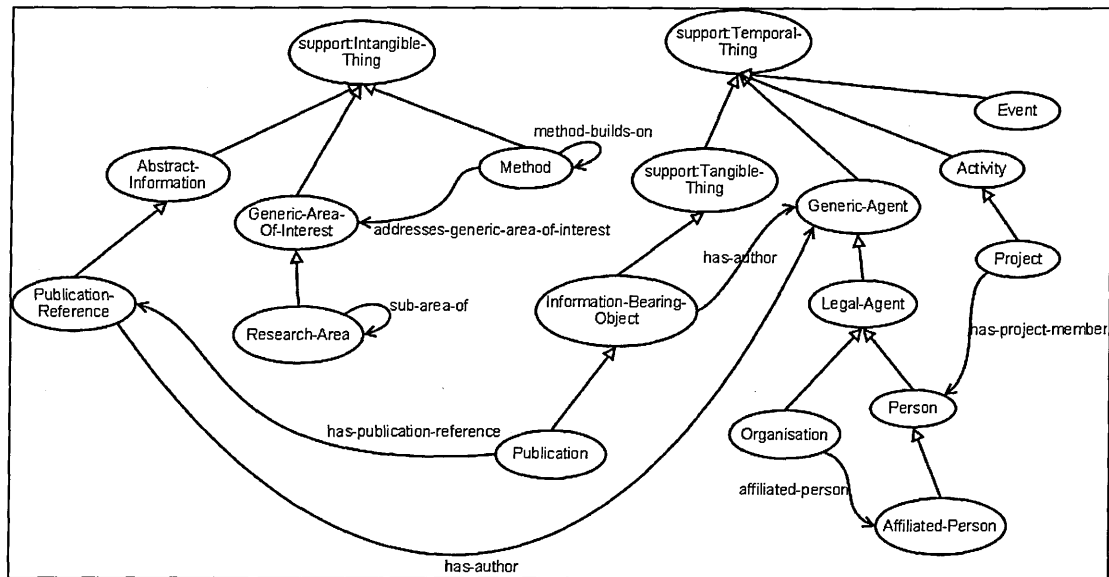 support:Intangible-
Thing
support:Temporal-
Thing
Event
method-builds-on
Abstract-
Information
Method
support:Tangible-
Thing
Activity
Generic-Area-
Of-Interest
addresses-generic-area-of-interest
Generic-Agent
has-author
Project
Publication-
Reference
sub-area-of
Research-Area
Information-Bearing-
Object
Legal-Agent
has-project-member
Person
has-publication-reference
Publication
Organisation
affiliated-person
Affiliated-Person
has-author